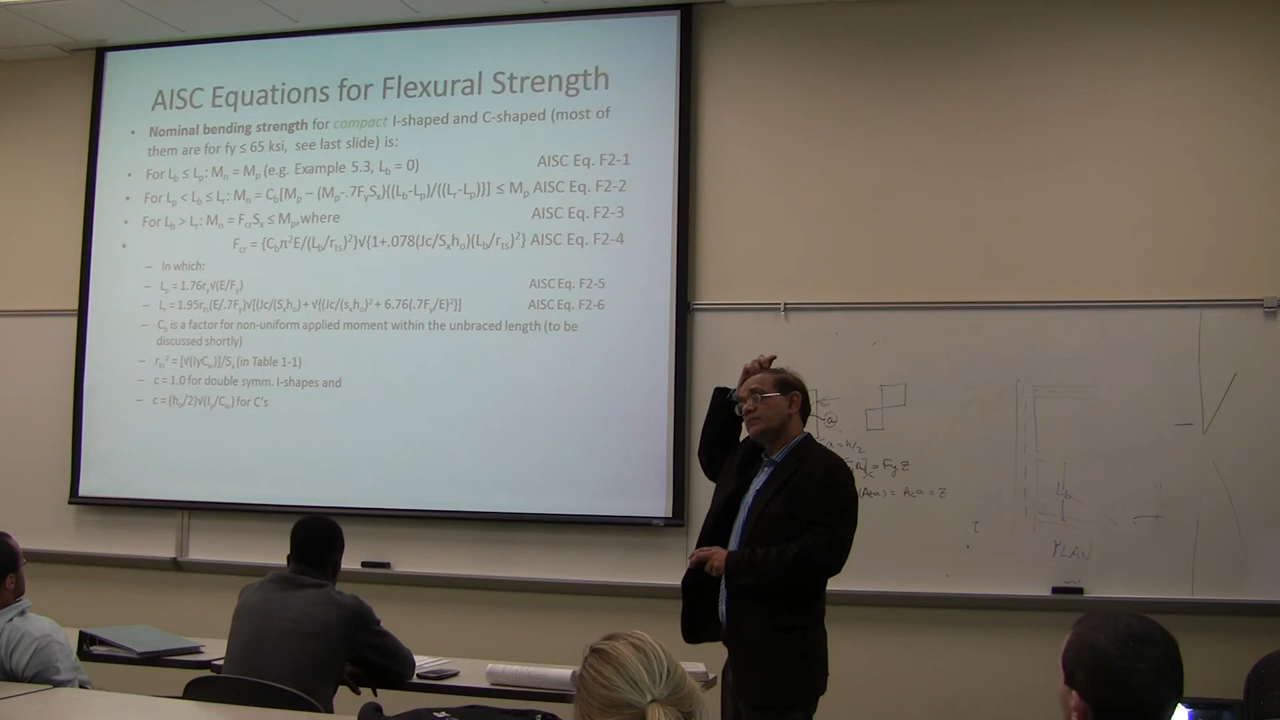 AISC Equations for Flexural Strength
• Nominal bending strength for compact I-shaped and C-shaped (most of
them are for fy ≤ 65 ksi, see last slide) is:
• For Lb ≤ Lp: Mn = Mp (e.g. Example 5.3, Lb = 0) AISC Eq. F2-1
• For Lp < Lb ≤ Lr: Mn = Cb[Mp – (Mp-.7FySx){(Lb-Lp)/((Lr-Lp)}] ≤ Mp AISC Eq. F2-2
• For Lb > Lr: Mn = FcrSx ≤ Mp, where AISC Eq. F2-3
• Fcr = {Cbπ²E/(Lb/rts)²}√{1+.078(Jc/Sxho)(Lb/rts)²} AISC Eq. F2-4
– In which:
– Lp = 1.76ry√(E/Fy) AISC Eq. F2-5
– Lr = 1.95rts(E/.7Fy)√[(Jc/(Sxho) + √{(Jc/(sxho)² + 6.76(.7Fy/E)²}] AISC Eq. F2-6
– Cb is a factor for non-uniform applied moment within the unbraced length (to be
discussed shortly)
– rts² = [√(IyCw)]/Sx (in Table 1-1)
– c = 1.0 for double symm. I-shapes and
– c = (ho/2)√(Iy/Cw) for C's
a
= h/2
= Fy Z
= Ac a = Z
PLAN